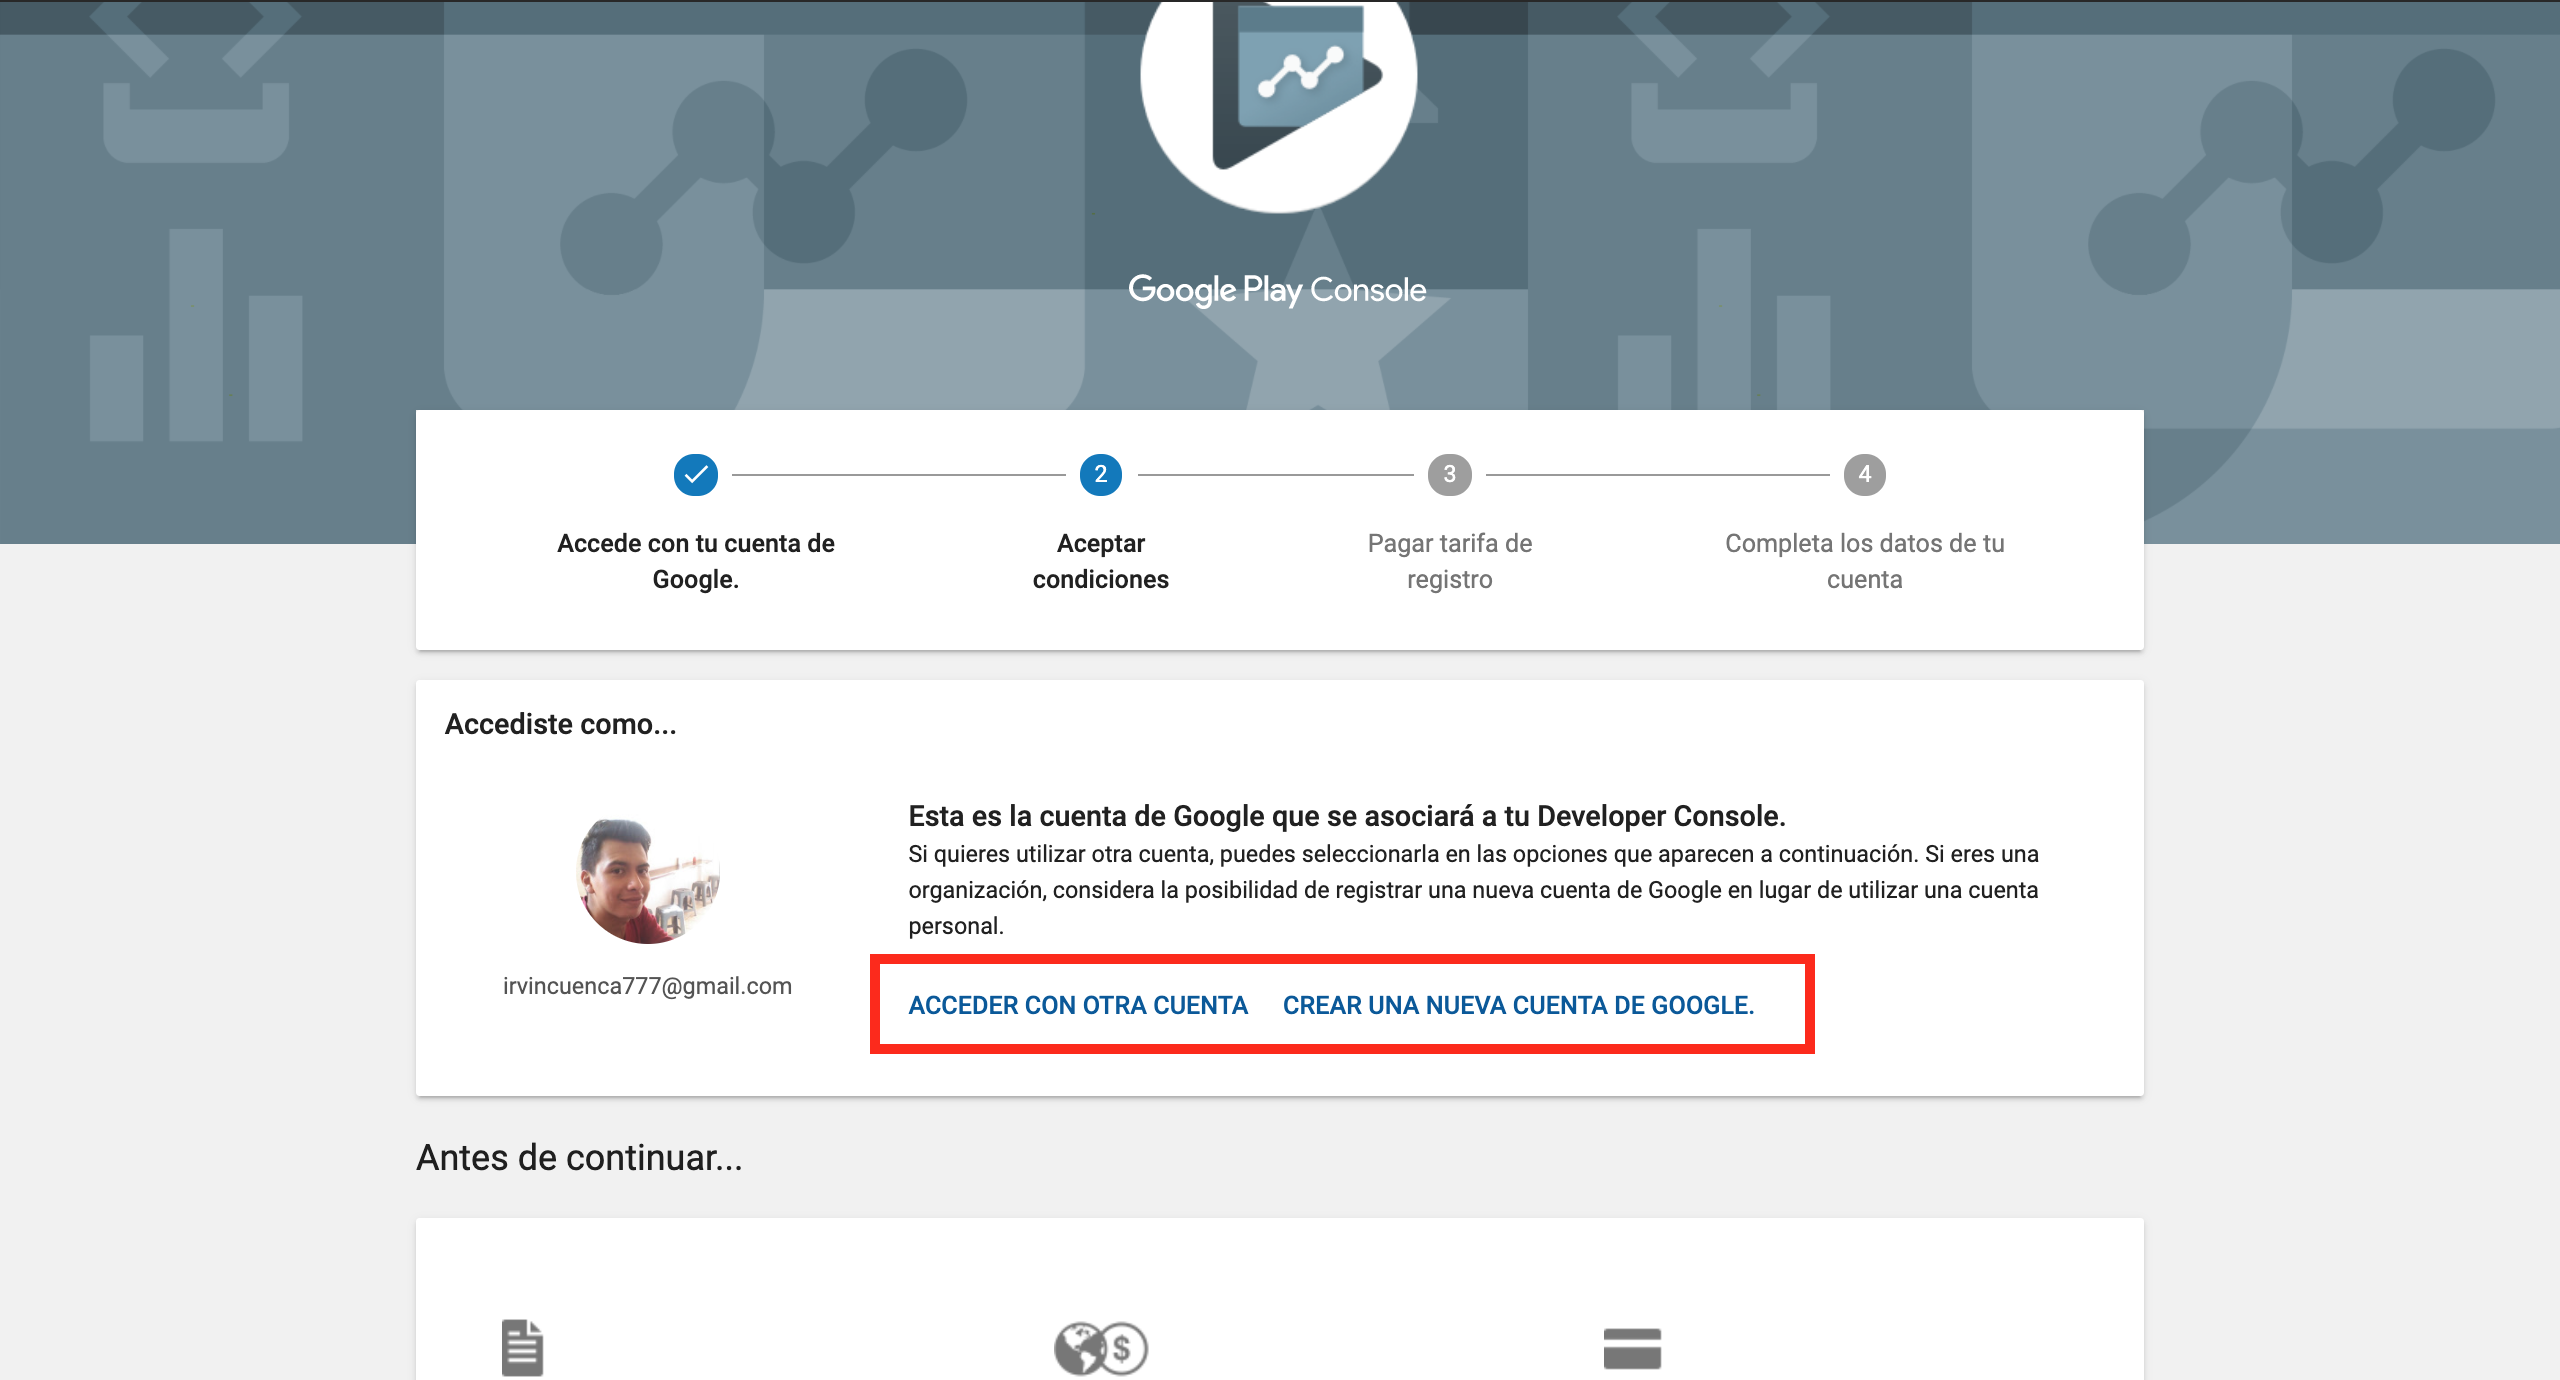 Google Play Console
2
3
4
Accede con tu cuenta de
Google.
Aceptar
condiciones
Pagar tarifa de
registro
Completa los datos de tu
cuenta
Accediste como...
Esta es la cuenta de Google que se asociará a tu Developer Console.
Si quieres utilizar otra cuenta, puedes seleccionarla en las opciones que aparecen a continuación. Si eres una
organización, considera la posibilidad de registrar una nueva cuenta de Google en lugar de utilizar una cuenta
personal.
irvincuenca777@gmail.com
ACCEDER CON OTRA CUENTA CREAR UNA NUEVA CUENTA DE GOOGLE.
Antes de continuar...
$